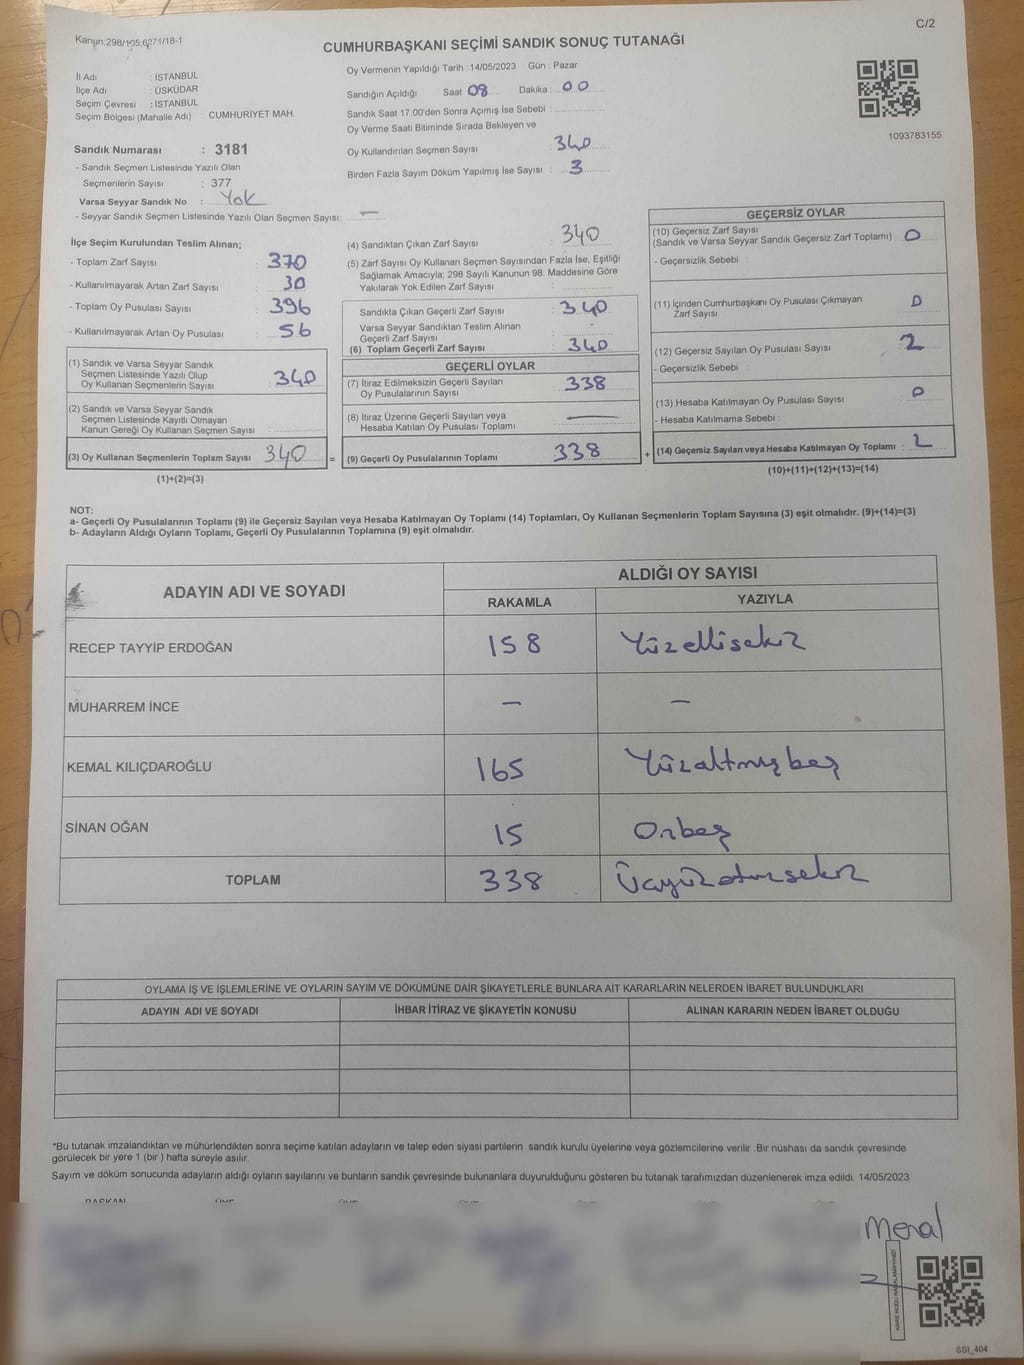 C/2
Kanun:298/105,6271/18-1
CUMHURBAŞKANI SEÇİMİ SANDIK SONUÇ TUTANAĞI
İl Adı : İSTANBUL
İlçe Adı : ÜSKÜDAR
Seçim Çevresi : İSTANBUL
Seçim Bölgesi (Mahalle Adı) : CUMHURİYET MAH.
Sandık Numarası : 3181
- Sandık Seçmen Listesinde Yazılı Olan
Seçmenlerin Sayısı : 377
Varsa Seyyar Sandık No : Yok
- Seyyar Sandık Seçmen Listesinde Yazılı Olan Seçmen Sayısı: —
Oy Vermenin Yapıldığı Tarih : 14/05/2023 Gün : Pazar
Sandığın Açıldığı Saat 08 Dakika 00
Sandık Saat 17:00'den Sonra Açımış İse Sebebi :
Oy Verme Saati Bitiminde Sırada Bekleyen ve
Oy Kullandırılan Seçmen Sayısı : 340
Birden Fazla Sayım Döküm Yapılmış İse Sayısı : 3
1093783155
İlçe Seçim Kurulundan Teslim Alınan;
- Toplam Zarf Sayısı : 370
- Kullanılmayarak Artan Zarf Sayısı : 30
- Toplam Oy Pusulası Sayısı : 396
- Kullanılmayarak Artan Oy Pusulası : 56
(1) Sandık ve Varsa Seyyar Sandık
Seçmen Listesinde Yazılı Olup
Oy Kullanan Seçmenlerin Sayısı : 340
(2) Sandık ve Varsa Seyyar Sandık
Seçmen Listesinde Kayıtlı Olmayan
Kanun Gereği Oy Kullanan Seçmen Sayısı :
(3) Oy Kullanan Seçmenlerin Toplam Sayısı 340
(1)+(2)=(3)
=
(4) Sandıktan Çıkan Zarf Sayısı : 340
(5) Zarf Sayısı Oy Kullanan Seçmen Sayısından Fazla İse, Eşitliği
Sağlamak Amacıyla; 298 Sayılı Kanunun 98. Maddesine Göre
Yakılarak Yok Edilen Zarf Sayısı :
Sandıkta Çıkan Geçerli Zarf Sayısı : 340
Varsa Seyyar Sandıktan Teslim Alınan
Geçerli Zarf Sayısı :
(6) Toplam Geçerli Zarf Sayısı : 340
GEÇERLİ OYLAR
(7) İtiraz Edilmeksizin Geçerli Sayılan
Oy Pusulalarının Sayısı : 338
(8) İtiraz Üzerine Geçerli Sayılan veya
Hesaba Katılan Oy Pusulası Toplamı : —
(9) Geçerli Oy Pusulalarının Toplamı : 338
+
GEÇERSİZ OYLAR
(10) Geçersiz Zarf Sayısı
(Sandık ve Varsa Seyyar Sandık Geçersiz Zarf Toplamı) : 0
- Geçersizlik Sebebi :
(11) İçinden Cumhurbaşkanı Oy Pusulası Çıkmayan
Zarf Sayısı : 0
(12) Geçersiz Sayılan Oy Pusulası Sayısı : 2
- Geçersizlik Sebebi :
(13) Hesaba Katılmayan Oy Pusulası Sayısı : 0
- Hesaba Katılmama Sebebi :
(14) Geçersiz Sayılan veya Hesaba Katılmayan Oy Toplamı : 2
(10)+(11)+(12)+(13)=(14)
NOT:
a- Geçerli Oy Pusulalarının Toplamı (9) ile Geçersiz Sayılan veya Hesaba Katılmayan Oy Toplamı (14) Toplamları, Oy Kullanan Seçmenlerin Toplam Sayısına (3) eşit olmalıdır. (9)+(14)=(3)
b- Adayların Aldığı Oyların Toplamı, Geçerli Oy Pusulalarının Toplamına (9) eşit olmalıdır.
ADAYIN ADI VE SOYADI
ALDIĞI OY SAYISI
RAKAMLA YAZIYLA
RECEP TAYYİP ERDOĞAN 158 Yüzellisekiz
MUHARREM İNCE — —
KEMAL KILIÇDAROĞLU 165 Yüzaltmışbeş
SİNAN OĞAN 15 Onbeş
TOPLAM 338 Üçyüzotuzsekiz
OYLAMA İŞ VE İŞLEMLERİNE VE OYLARIN SAYIM VE DÖKÜMÜNE DAİR ŞİKAYETLERLE BUNLARA AİT KARARLARIN NELERDEN İBARET BULUNDUKLARI
ADAYIN ADI VE SOYADI İHBAR İTİRAZ VE ŞİKAYETİN KONUSU ALINAN KARARIN NEDEN İBARET OLDUĞU
*Bu tutanak imzalandıktan ve mühürlendikten sonra seçime katılan adayların ve talep eden siyasi partilerin sandık kurulu üyelerine veya gözlemcilerine verilir. Bir nüshası da sandık çevresinde
görülecek bir yere 1 (bir ) hafta süreyle asılır.
Sayım ve döküm sonucunda adayların aldığı oyların sayılarını ve bunların sandık çevresinde bulunanlara duyurulduğunu gösteren bu tutanak tarafımızdan düzenlenerek imza edildi. 14/05/2023
BAŞKAN ÜYE ÜYE ÜYE ÜYE
Meral
KARE KODU KARALAMAYINIZ!
SSI_404